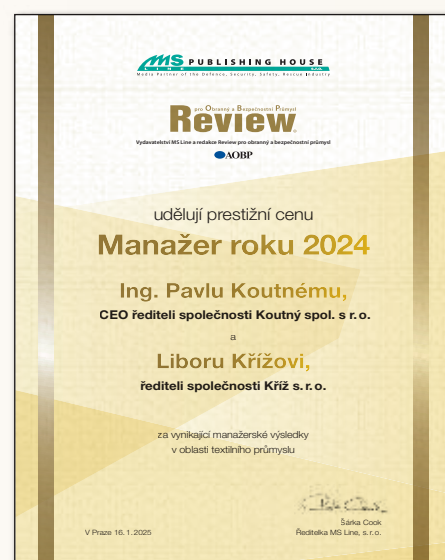 MS PUBLISHING HOUSE
LINE
Media Partner of the Defence, Security, Safety, Rescue Industry
pro Obranný a Bezpečnostní Průmysl
Review
Vydavatelství MS Line a redakce Review pro obranný a bezpečnostní průmysl
AOBP
udělují prestižní cenu
Manažer roku 2024
Ing. Pavlu Koutnému,
CEO řediteli společnosti Koutný spol. s r. o.
a
Liboru Křížovi,
řediteli společnosti Kříž s. r. o.
za vynikající manažerské výsledky
v oblasti textilního průmyslu
Šárka Cook
V Praze 16. 1. 2025
Ředitelka MS Line, s. r. o.